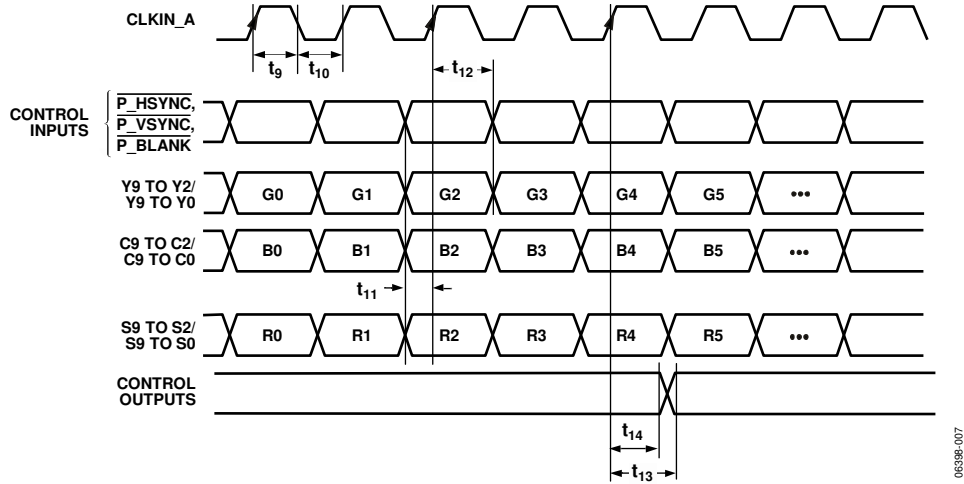 CLKIN_A
t9 t10 t12
CONTROL INPUTS
P_HSYNC,
P_VSYNC,
P_BLANK
Y9 TO Y2/
Y9 TO Y0
G0 G1 G2 G3 G4 G5 •••
C9 TO C2/
C9 TO C0
B0 B1 B2 B3 B4 B5 •••
t11
S9 TO S2/
S9 TO S0
R0 R1 R2 R3 R4 R5 •••
CONTROL
OUTPUTS
t14
t13
06398-007